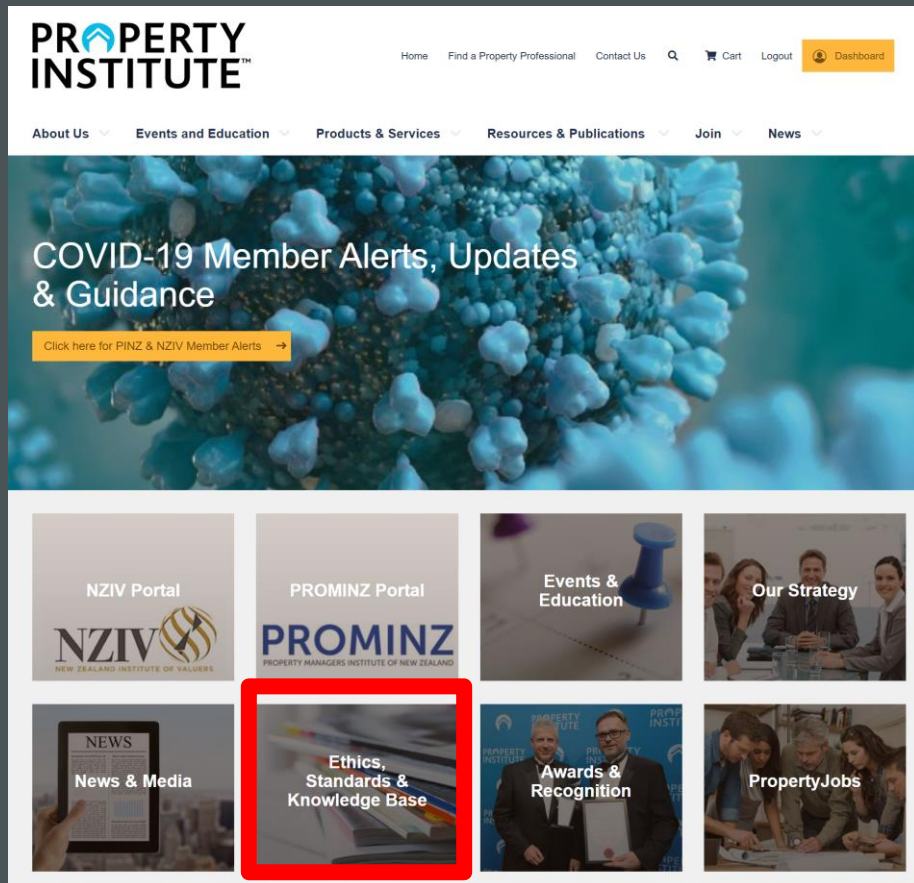 PROPERTY
INSTITUTE™
Home Find a Property Professional Contact Us Cart Logout Dashboard
About Us Events and Education Products & Services Resources & Publications Join News
COVID-19 Member Alerts, Updates
& Guidance
Click here for PINZ & NZIV Member Alerts →
NZIV Portal
NZIV
NEW ZEALAND INSTITUTE OF VALUERS
PROMINZ Portal
PROMINZ
PROPERTY MANAGERS INSTITUTE OF NEW ZEALAND
Events &
Education
Our Strategy
NEWS
News & Media
Ethics,
Standards &
Knowledge Base
PROPERTY
INSTITUTE
Awards &
Recognition
PropertyJobs